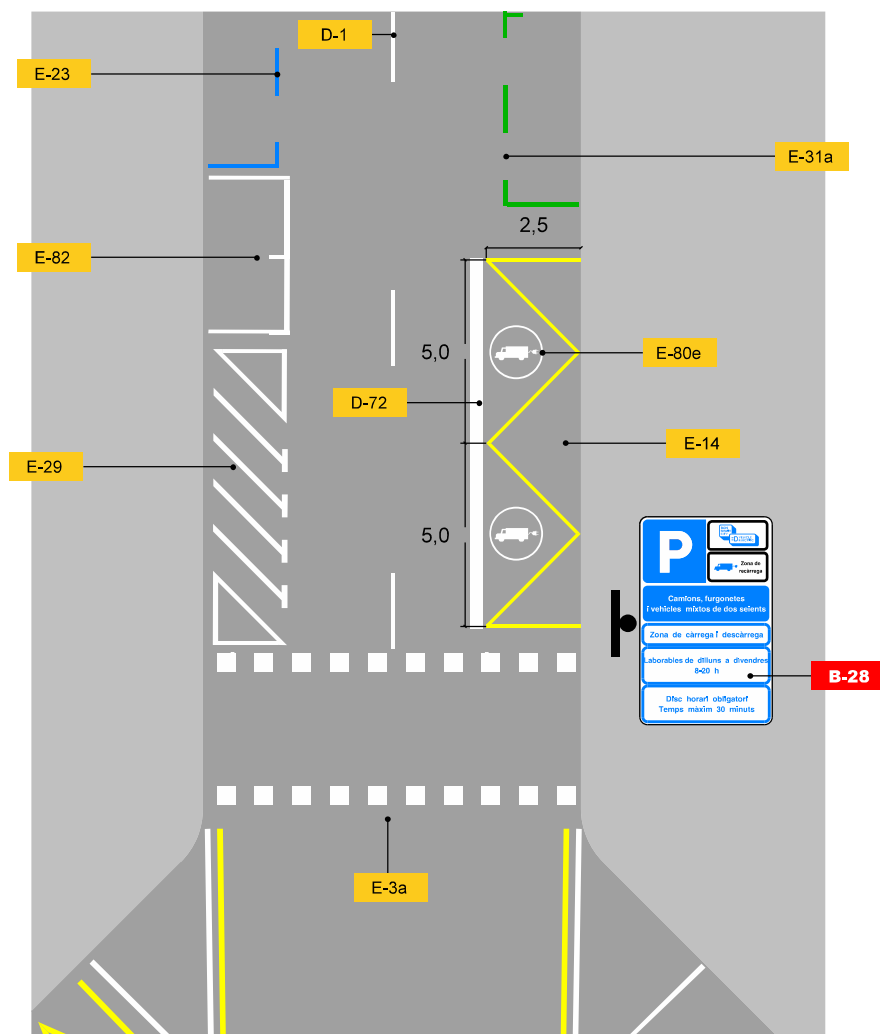 D-1
E-23
E-31a
2,5
E-82
5,0
E-80e
D-72
E-14
E-29
5,0
P
Zona de
recàrrega
Camions, furgonetes
i vehicles mixtos de dos seients
Zona de càrrega i descàrrega
Laborables de dilluns a divendres
8-20 h
B-28
Disc horari obligatori
Temps màxim 30 minuts
E-3a